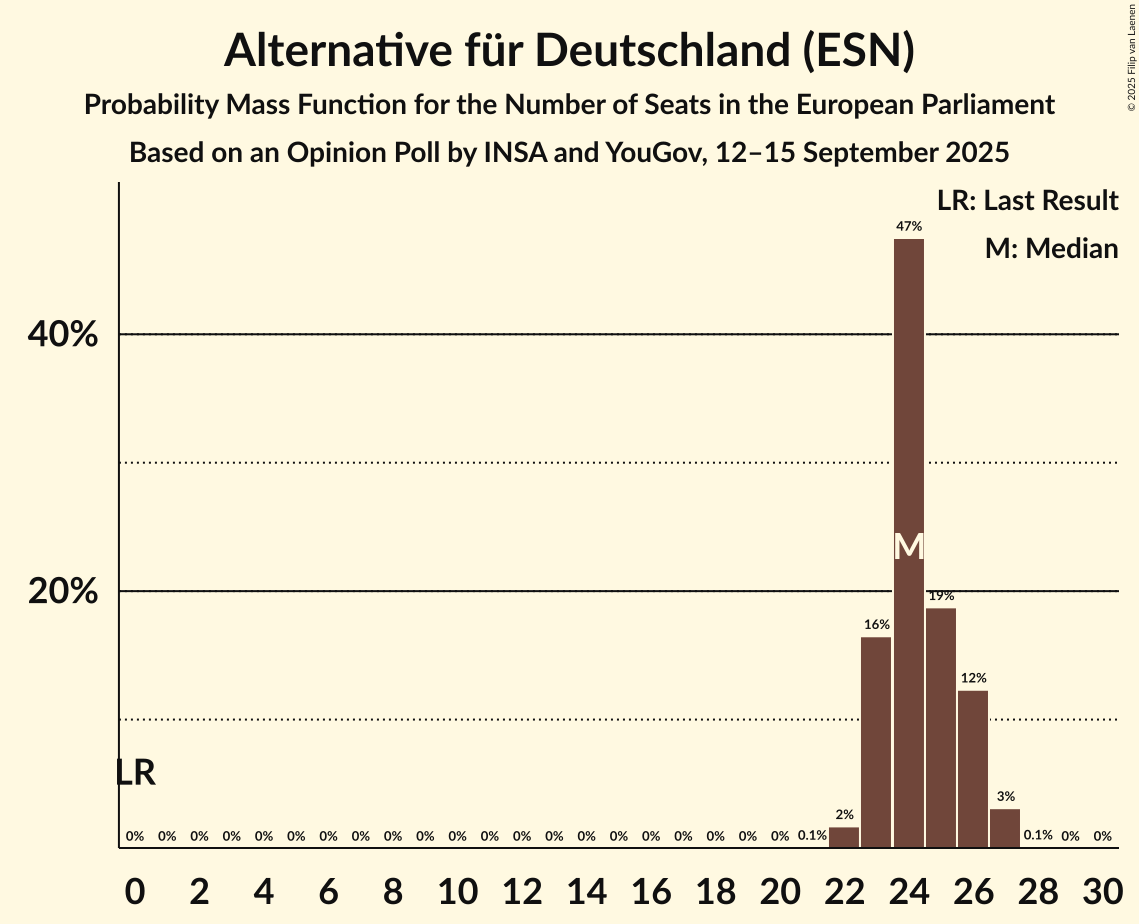 Alternative für Deutschland (ESN)
Probability Mass Function for the Number of Seats in the European Parliament
Based on an Opinion Poll by INSA and YouGov, 12–15 September 2025
© 2025 Filip van Laenen
LR: Last Result
M: Median
47%
40%
M
20%
19%
16%
12%
LR
3%
2%
0% 0% 0% 0% 0% 0% 0% 0% 0% 0% 0% 0% 0% 0% 0% 0% 0% 0% 0% 0% 0% 0.1% 0.1% 0% 0%
0 2 4 6 8 10 12 14 16 18 20 22 24 26 28 30